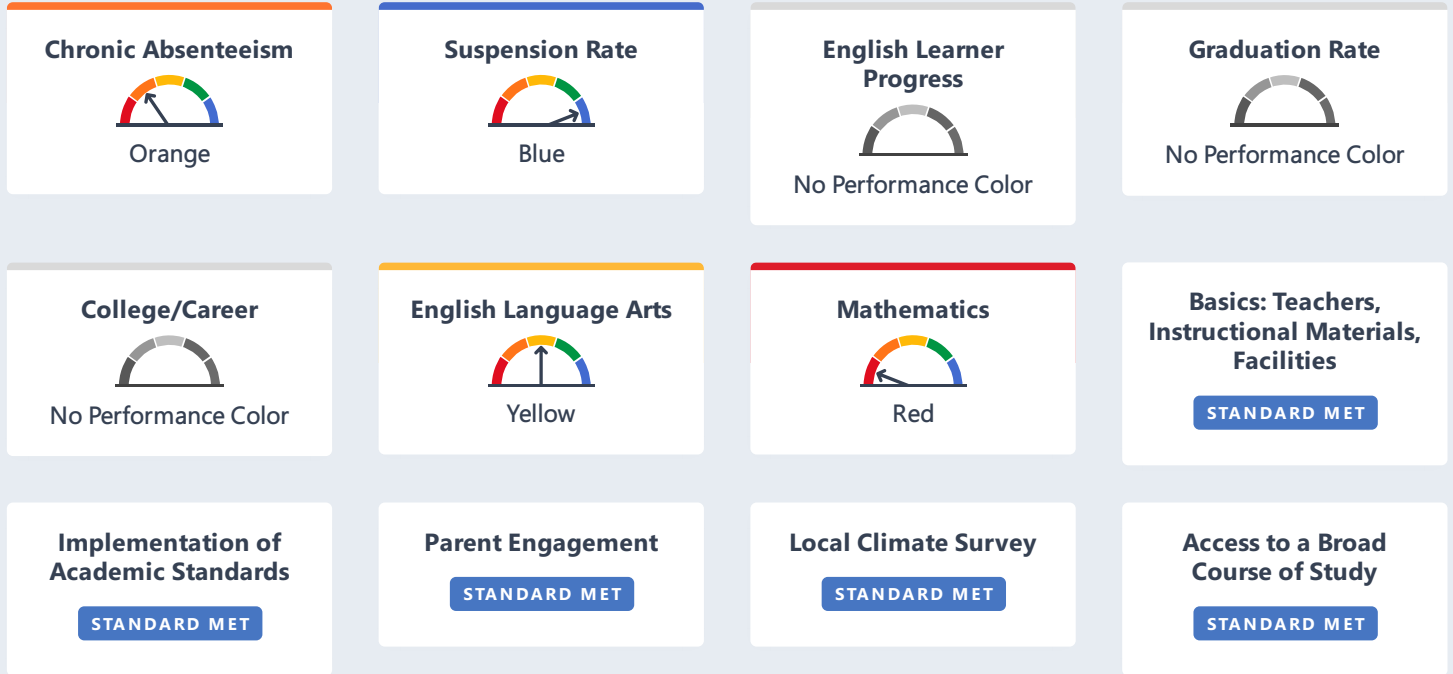 Chronic Absenteeism
Orange
Suspension Rate
Blue
English Learner
Progress
No Performance Color
Graduation Rate
No Performance Color
College/Career
No Performance Color
English Language Arts
Yellow
Mathematics
Red
Basics: Teachers,
Instructional Materials,
Facilities
STANDARD MET
Implementation of
Academic Standards
STANDARD MET
Parent Engagement
STANDARD MET
Local Climate Survey
STANDARD MET
Access to a Broad
Course of Study
STANDARD MET